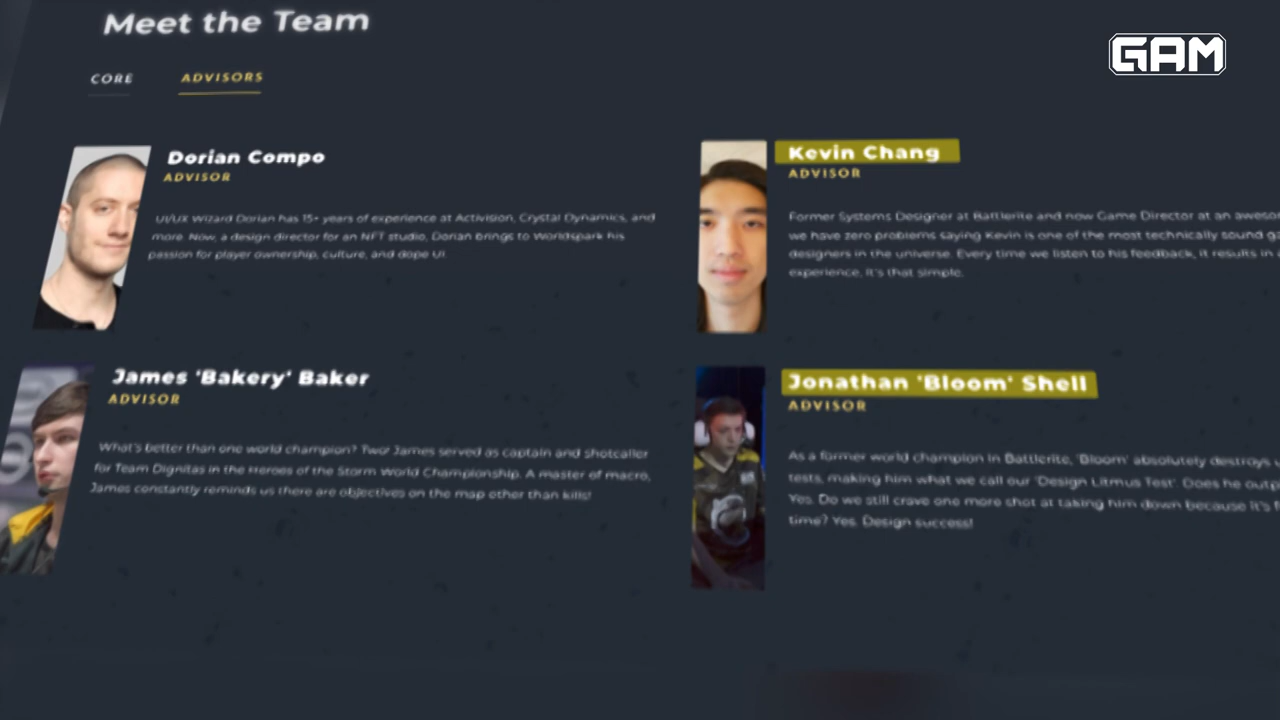 Meet the Team
GAM
CORE
ADVISORS
Dorian Compo
ADVISOR
UI/UX Wizard Dorian has 15+ years of experience at Activision, Crystal Dynamics, and
more. Now, a design director for an NFT studio, Dorian brings to Worldspark his
passion for player ownership, culture, and dope UI.
Kevin Chang
ADVISOR
Former Systems Designer at Battlerite and now Game Director at an aweso
we have zero problems saying Kevin is one of the most technically sound ga
designers in the universe. Every time we listen to his feedback, it results in
experience. It's that simple.
James 'Bakery' Baker
ADVISOR
What's better than one world champion? Two! James served as captain and shotcaller
for Team Dignitas in the Heroes of the Storm World Championship. A master of macro,
James constantly reminds us there are objectives on the map other than kills!
Jonathan 'Bloom' Shell
ADVISOR
As a former world champion in Battlerite, 'Bloom' absolutely destroys
tests, making him what we call our 'Design Litmus Test'. Does he outp
Yes. Do we still crave one more shot at taking him down because it's f
time? Yes. Design success!